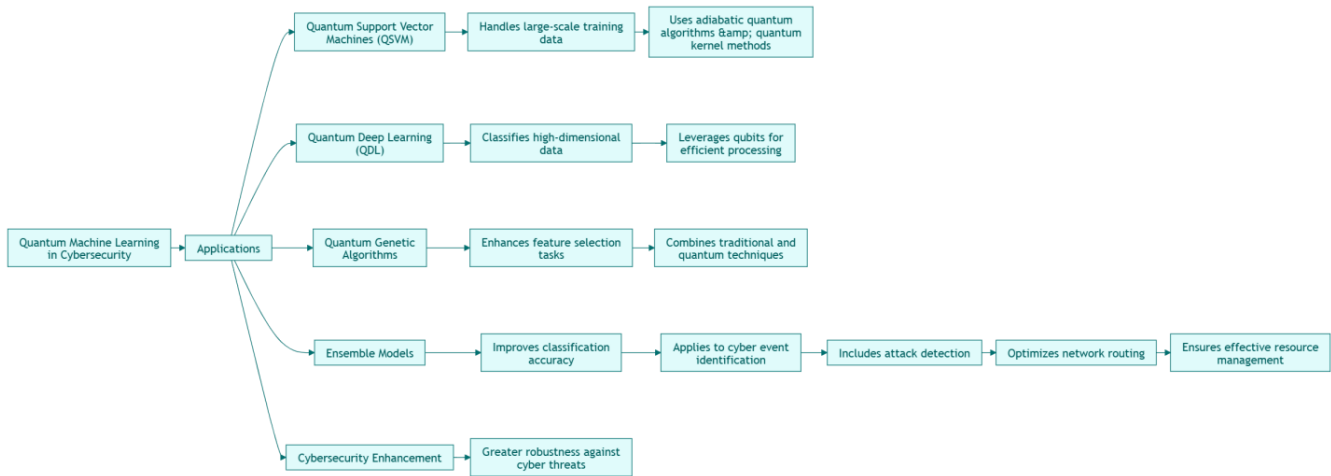 Quantum Support Vector
Machines (QSVM)
Handles large-scale training
data
Uses adiabatic quantum
algorithms &amp; quantum
kernel methods
Quantum Deep Learning
(QDL)
Classifies high-dimensional
data
Leverages qubits for
efficient processing
Quantum Machine Learning
in Cybersecurity
Applications
Quantum Genetic
Algorithms
Enhances feature selection
tasks
Combines traditional and
quantum techniques
Ensemble Models
Improves classification
accuracy
Applies to cyber event
identification
Includes attack detection
Optimizes network routing
Ensures effective resource
management
Cybersecurity Enhancement
Greater robustness against
cyber threats